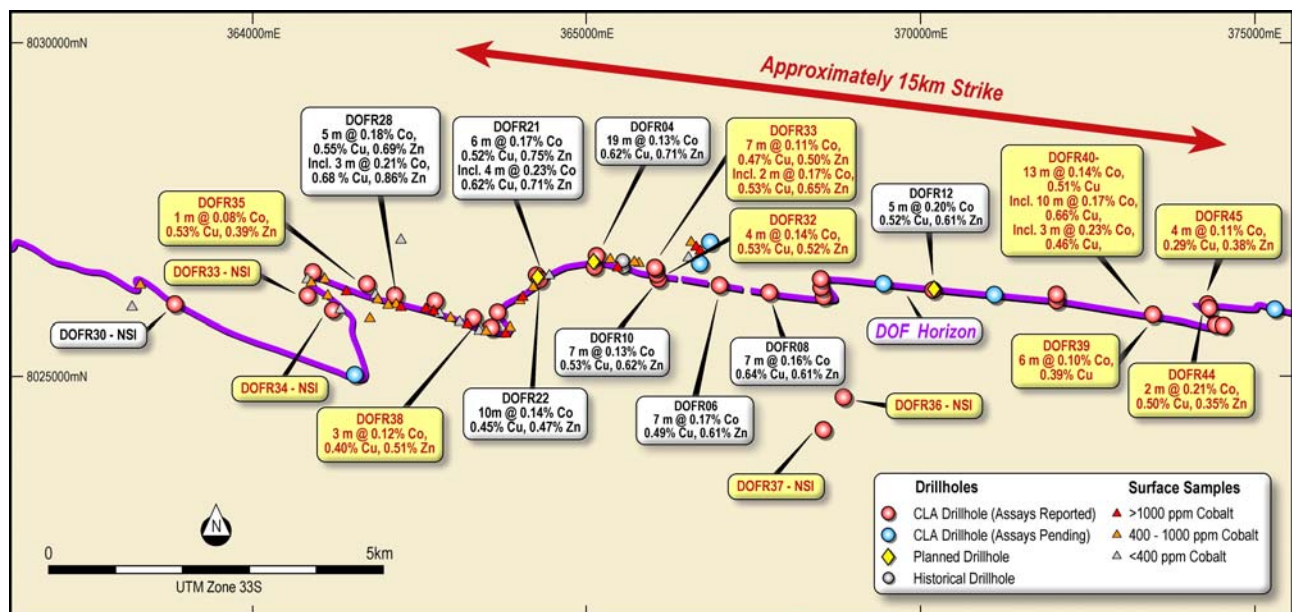 364000mE
365000mE
370000mE
375000mE
8030000mN
8025000mN
Approximately 15km Strike
DOFR28
5 m @ 0.18% Co,
0.55% Cu, 0.69% Zn
Incl. 3 m @ 0.21% Co,
0.68 % Cu, 0.86% Zn
DOFR21
6 m @ 0.17% Co,
0.52% Cu, 0.75% Zn
Incl. 4 m @ 0.23% Co,
0.62% Cu, 0.71% Zn
DOFR04
19 m @ 0.13% Co
0.62% Cu, 0.71% Zn
DOFR33
7 m @ 0.11% Co,
0.47% Cu, 0.50% Zn
Incl. 2 m @ 0.17% Co,
0.53% Cu, 0.65% Zn
DOFR32
4 m @ 0.14% Co,
0.53% Cu, 0.52% Zn
DOFR12
5 m @ 0.20% Co
0.52% Cu, 0.61% Zn
DOFR40-
13 m @ 0.14% Co,
0.51% Cu
Incl. 10 m @ 0.17% Co,
0.66% Cu,
Incl. 3 m @ 0.23% Co,
0.46% Cu,
DOFR45
4 m @ 0.11% Co,
0.29% Cu, 0.38% Zn
DOFR35
1 m @ 0.08% Co,
0.53% Cu, 0.39% Zn
DOFR33 - NSI
DOFR30 - NSI
DOFR34 - NSI
DOFR38
3 m @ 0.12% Co,
0.40% Cu, 0.51% Zn
DOFR22
10m @ 0.14% Co
0.45% Cu, 0.47% Zn
DOFR10
7 m @ 0.13% Co
0.53% Cu, 0.62% Zn
DOFR06
7 m @ 0.17% Co
0.49% Cu, 0.61% Zn
DOFR08
7 m @ 0.16% Co
0.64% Cu, 0.61% Zn
DOF Horizon
DOFR36 - NSI
DOFR37 - NSI
DOFR39
6 m @ 0.10% Co,
0.39% Cu
DOFR44
2 m @ 0.21% Co,
0.50% Cu, 0.35% Zn
N
0
5km
UTM Zone 33S
Drillholes
CLA Drillhole (Assays Reported)
CLA Drillhole (Assays Pending)
Planned Drillhole
Historical Drillhole
Surface Samples
>1000 ppm Cobalt
400 - 1000 ppm Cobalt
<400 ppm Cobalt